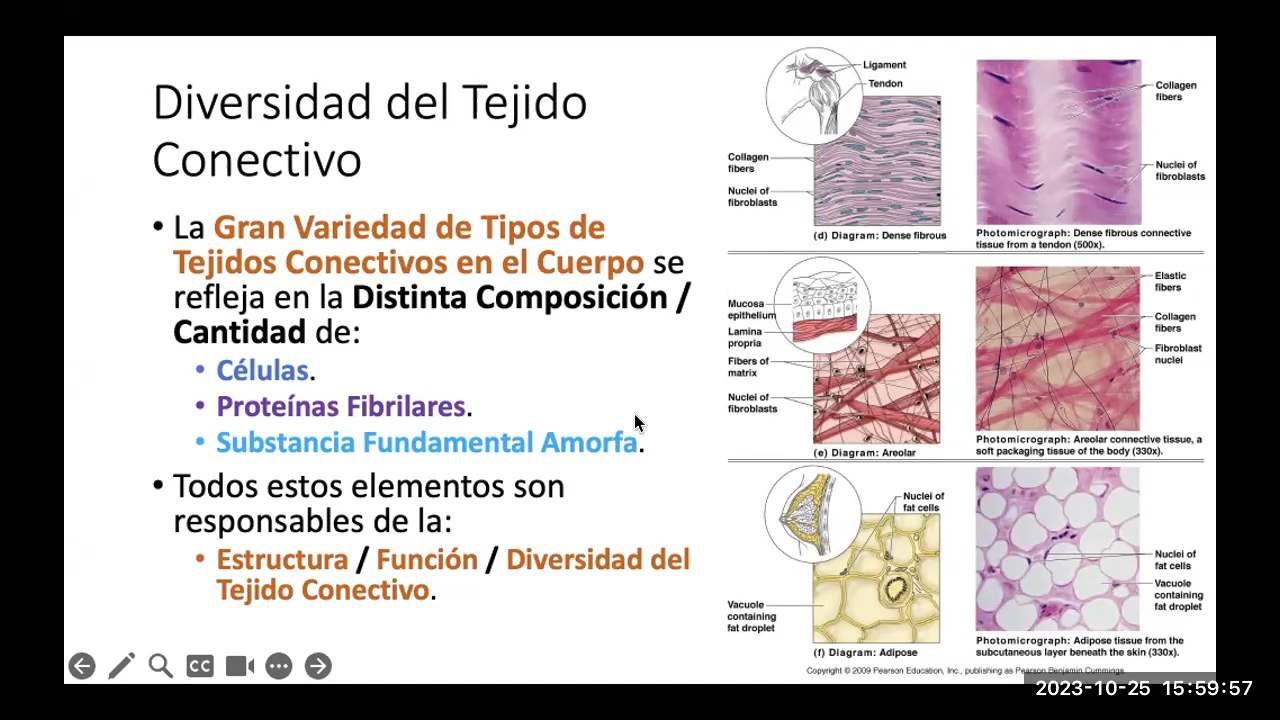 Diversidad del Tejido
Conectivo
• La Gran Variedad de Tipos de
Tejidos Conectivos en el Cuerpo se
refleja en la Distinta Composición /
Cantidad de:
• Células.
• Proteínas Fibrilares.
• Substancia Fundamental Amorfa.
• Todos estos elementos son
responsables de la:
• Estructura / Función / Diversidad del
Tejido Conectivo.
Ligament
Tendon
Collagen
fibers
Nuclei of
fibroblasts
(d) Diagram: Dense fibrous
Collagen
fibers
Nuclei of
fibroblasts
Photomicrograph: Dense fibrous connective
tissue from a tendon (500x).
Mucosa
epithelium
Lamina
propria
Fibers of
matrix
Nuclei of
fibroblasts
(e) Diagram: Areolar
Elastic
fibers
Collagen
fibers
Fibroblast
nuclei
Photomicrograph: Areolar connective tissue, a
soft packaging tissue of the body (330x).
Nuclei of
fat cells
Vacuole
containing
fat droplet
(f) Diagram: Adipose
Nuclei of
fat cells
Vacuole
containing
fat droplet
Photomicrograph: Adipose tissue from the
subcutaneous layer beneath the skin (330x).
Copyright © 2009 Pearson Education, Inc., publishing as Pearson Benjamin Cummings.
CC
2023-10-25 15:59:57